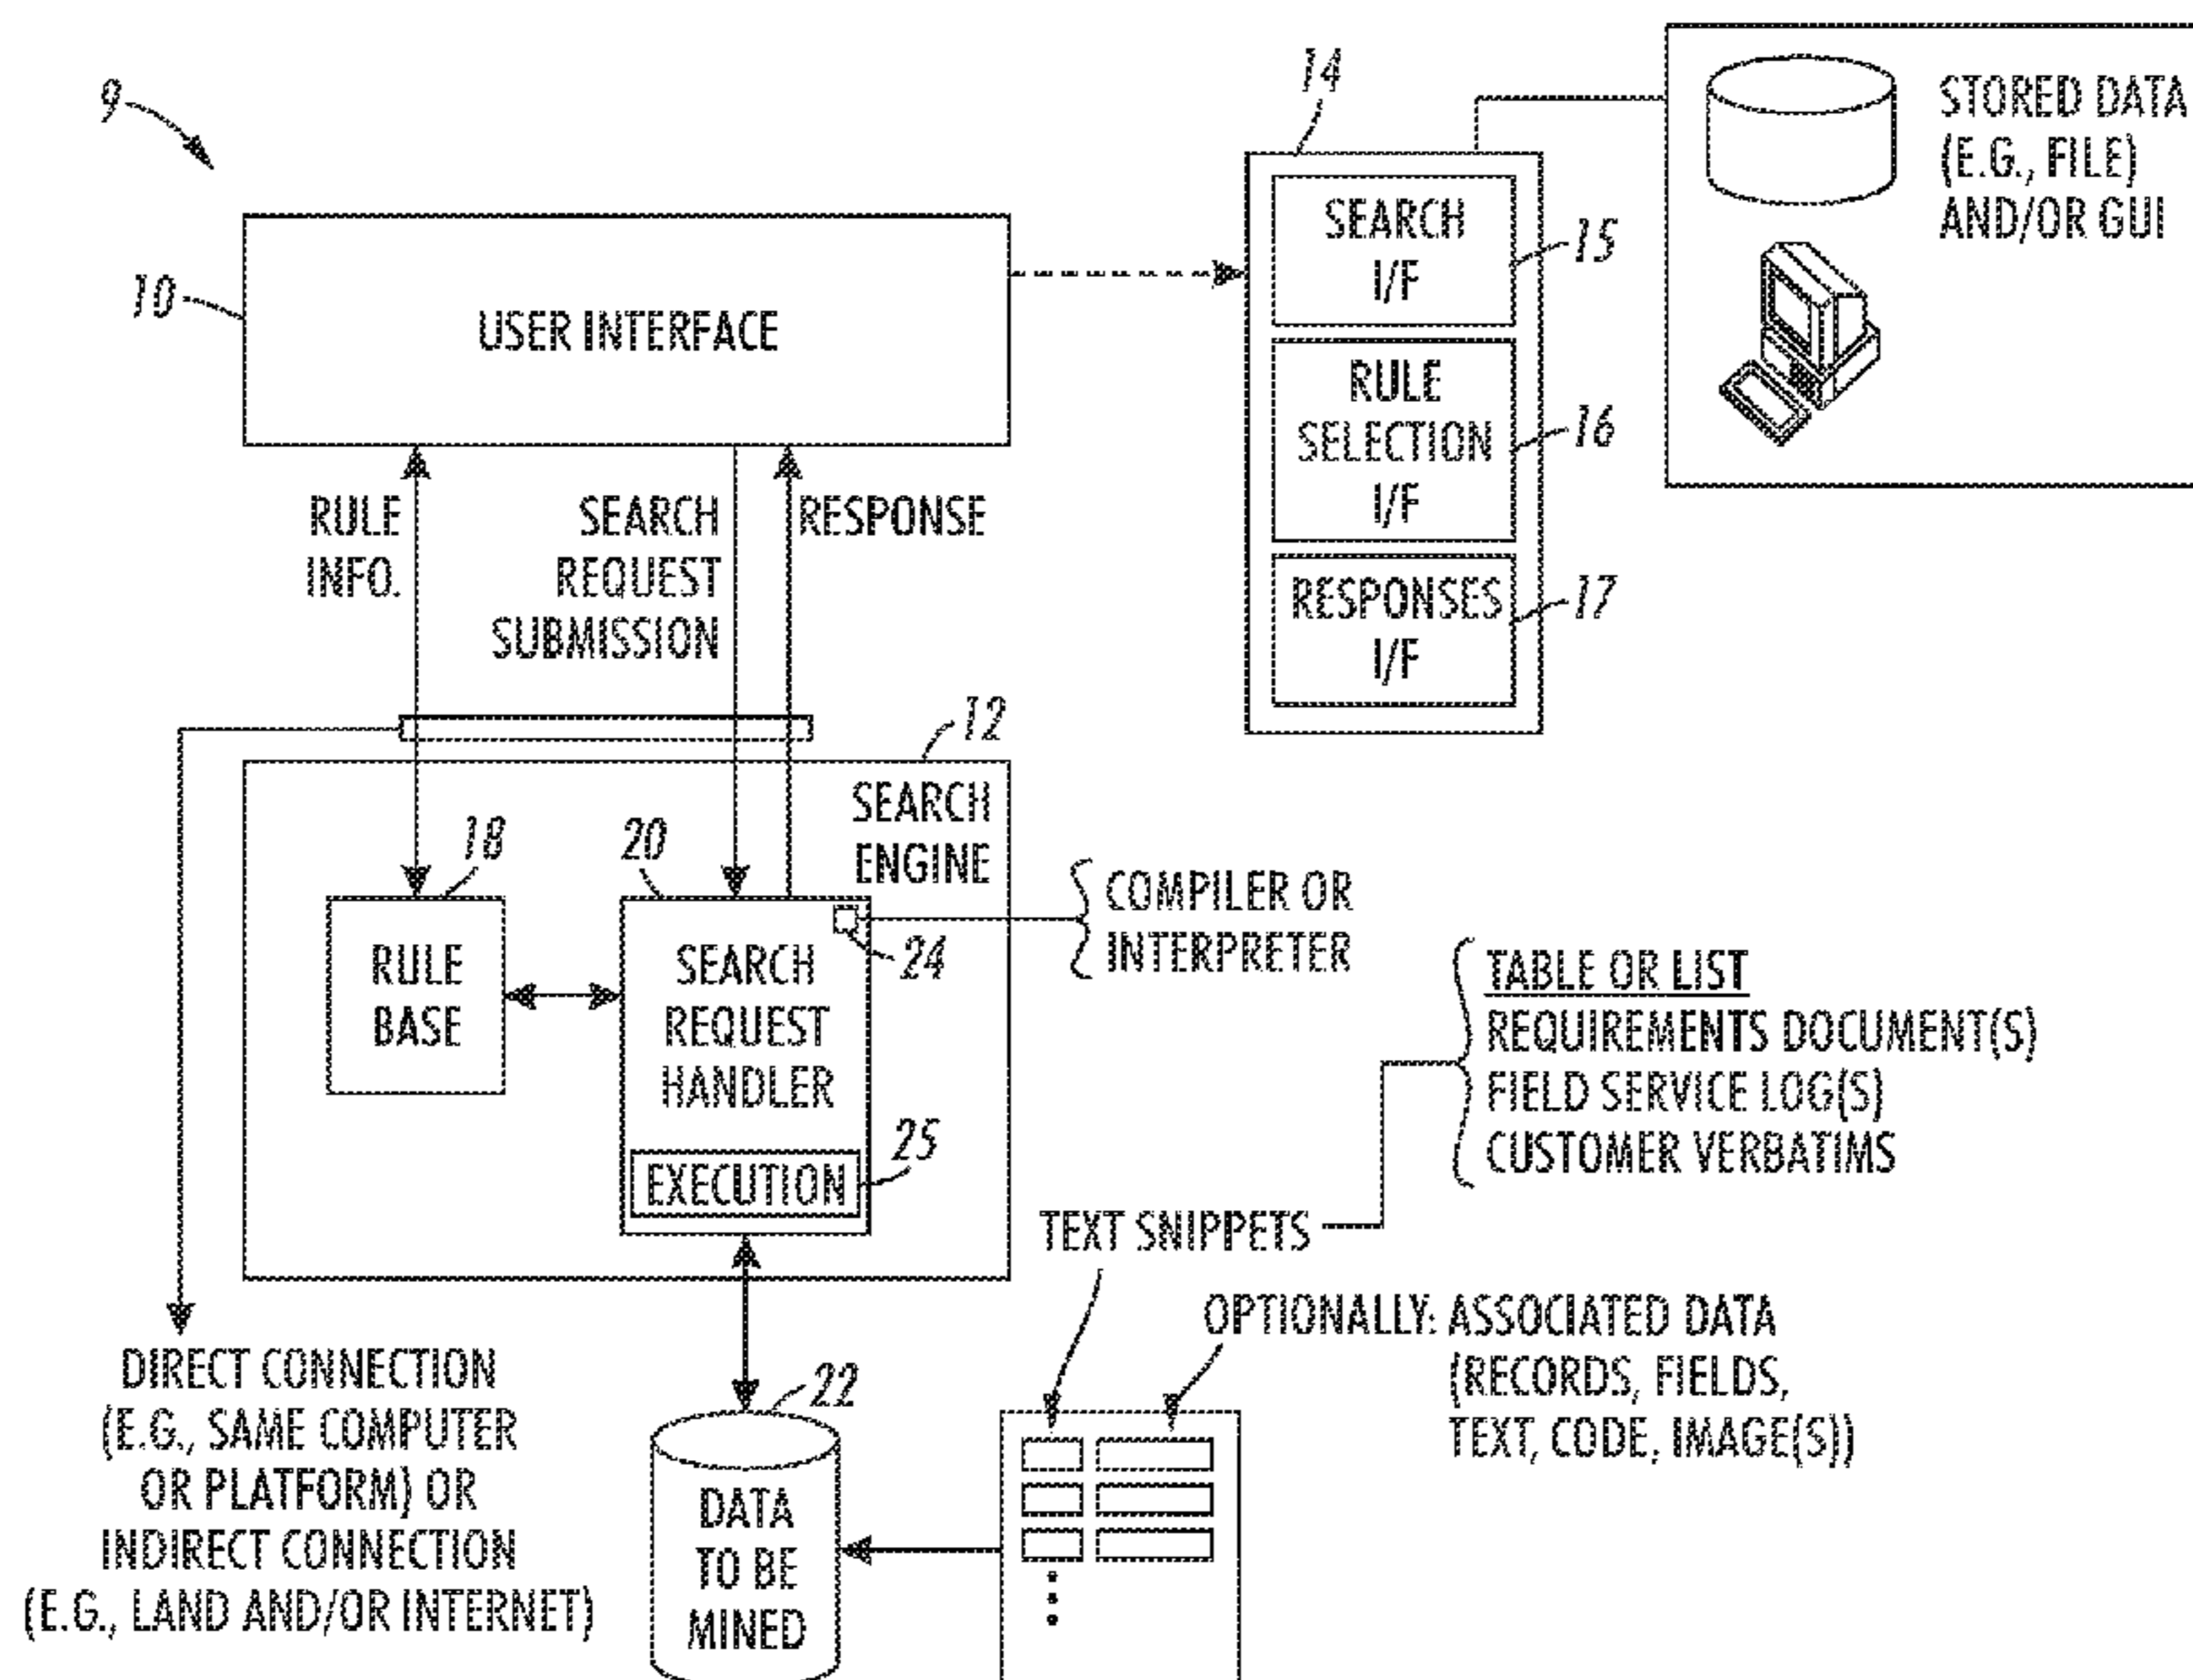 9
14
STORED DATA
(E.G., FILE)
AND/OR GUI
SEARCH
I/F
15
10
USER INTERFACE
RULE
SELECTION
I/F
16
RULE
INFO.
SEARCH
REQUEST
SUBMISSION
RESPONSE
RESPONSES
I/F
17
12
SEARCH
ENGINE
18
20
RULE
BASE
SEARCH
REQUEST
HANDLER
24
COMPILER OR
INTERPRETER
EXECUTION
25
TABLE OR LIST
REQUIREMENTS DOCUMENT(S)
FIELD SERVICE LOG(S)
CUSTOMER VERBATIMS
TEXT SNIPPETS
OPTIONALLY: ASSOCIATED DATA
(RECORDS, FIELDS,
TEXT, CODE, IMAGE(S))
DIRECT CONNECTION
(E.G., SAME COMPUTER
OR PLATFORM) OR
INDIRECT CONNECTION
(E.G., LAND AND/OR INTERNET)
22
DATA
TO BE
MINED